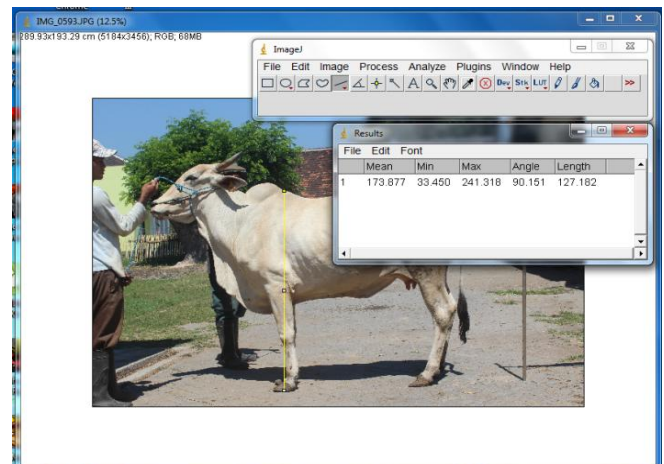 IMG_0593.JPG (12.5%)
289.93x193.29 cm (5184x3456); RGB; 68MB
ImageJ
File Edit Image Process Analyze Plugins Window Help
A Dev Stk LUT >>
Results
File Edit Font
Mean Min Max Angle Length
1 173.877 33.450 241.318 90.151 127.182